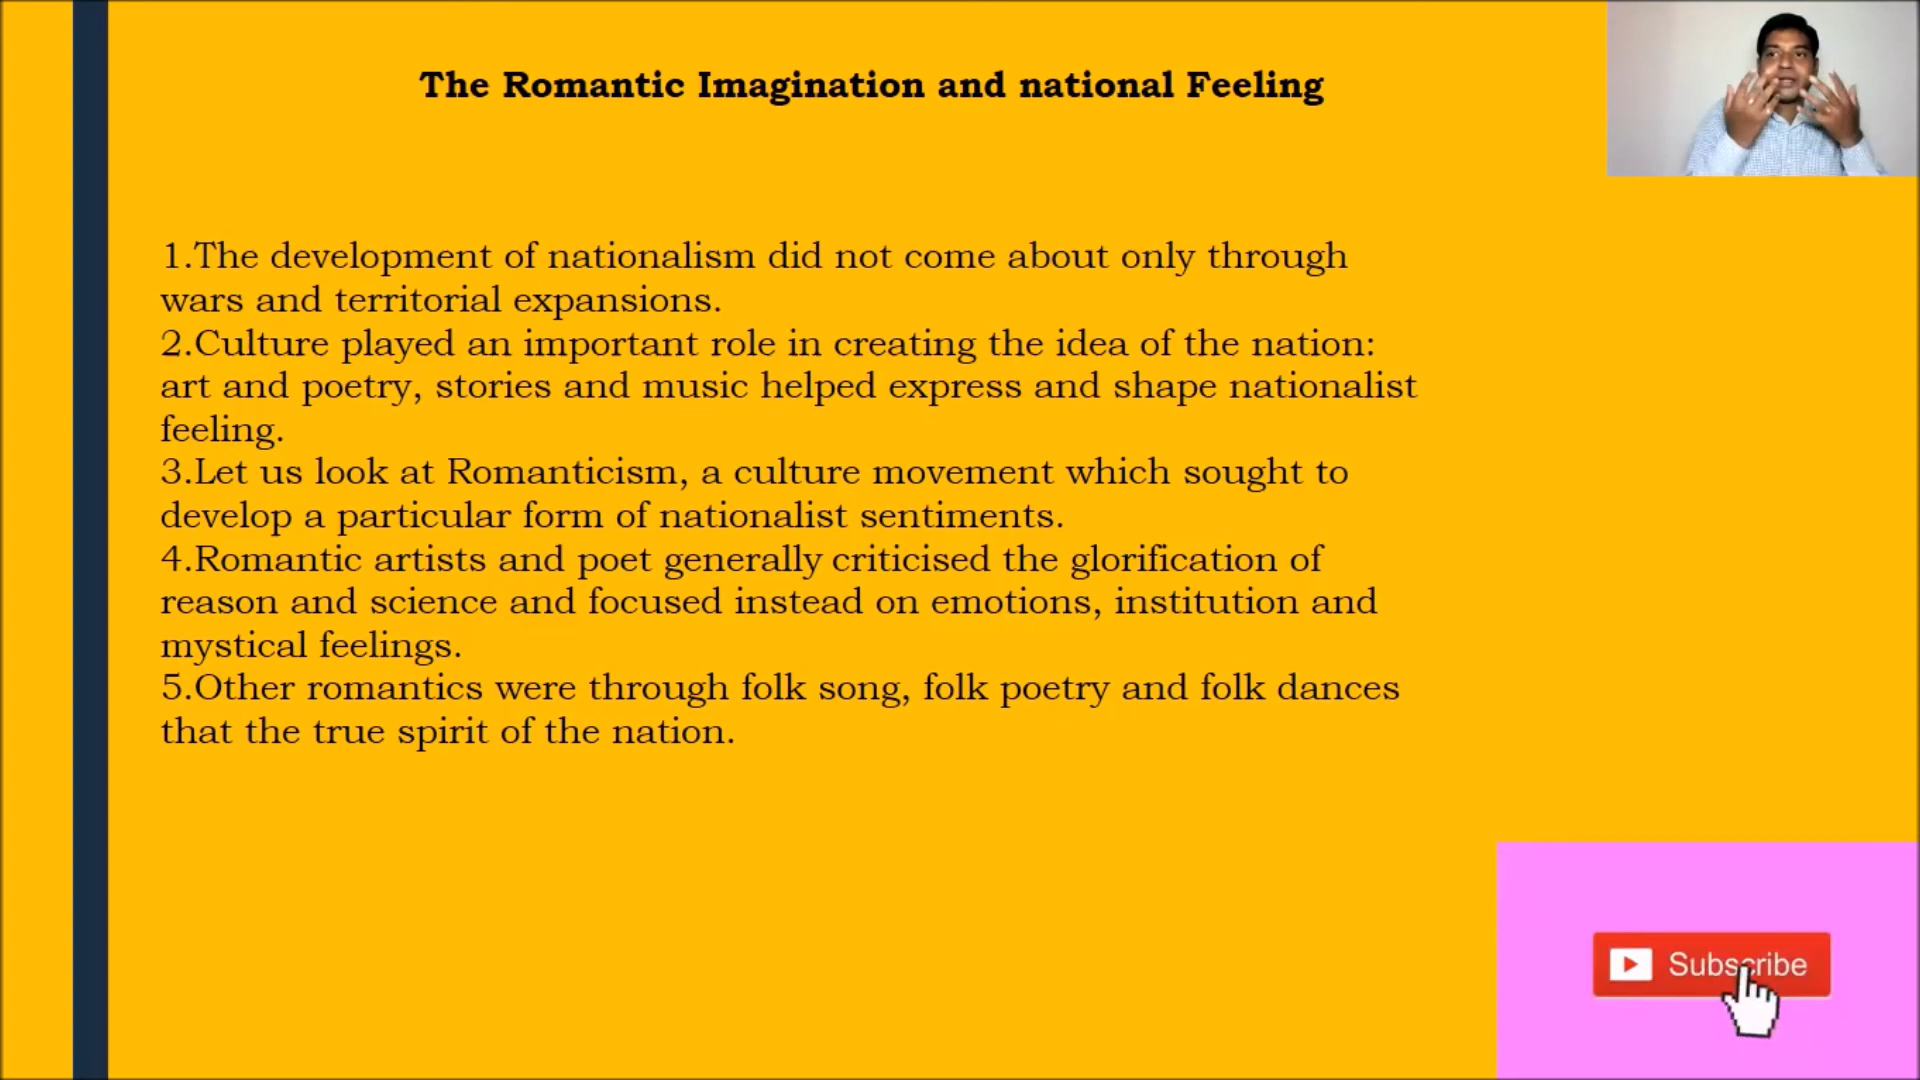 The Romantic Imagination and national Feeling
1.The development of nationalism did not come about only through
wars and territorial expansions.
2.Culture played an important role in creating the idea of the nation:
art and poetry, stories and music helped express and shape nationalist
feeling.
3.Let us look at Romanticism, a culture movement which sought to
develop a particular form of nationalist sentiments.
4.Romantic artists and poet generally criticised the glorification of
reason and science and focused instead on emotions, institution and
mystical feelings.
5.Other romantics were through folk song, folk poetry and folk dances
that the true spirit of the nation.
Subscribe